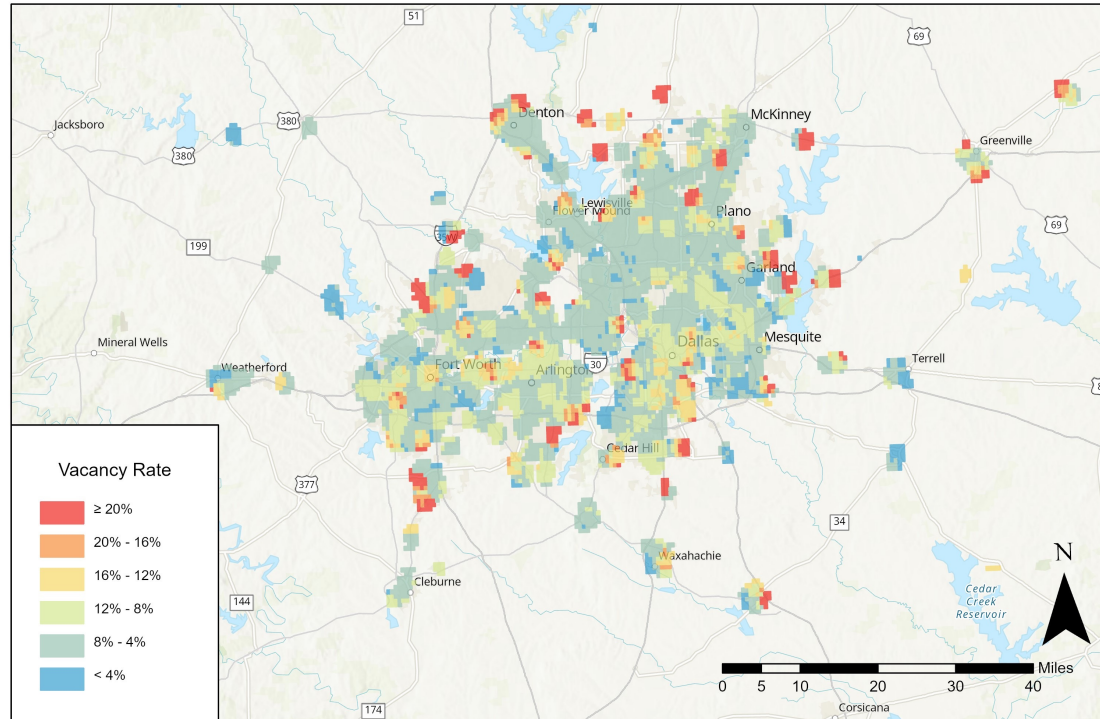 51
69
Jacksboro
380
380
Denton
McKinney
Greenville
Lewisville
Flower Mound
Plano
69
199
35W
Garland
Mineral Wells
Weatherford
Fort Worth
Arlington
30
Dallas
Mesquite
Terrell
8
Cedar Hill
377
34
Waxahachie
Cleburne
144
174
Cedar
Creek
Reservoir
Corsicana
Vacancy Rate
≥ 20%
20% - 16%
16% - 12%
12% - 8%
8% - 4%
< 4%
N
Miles
0 5 10 20 30 40